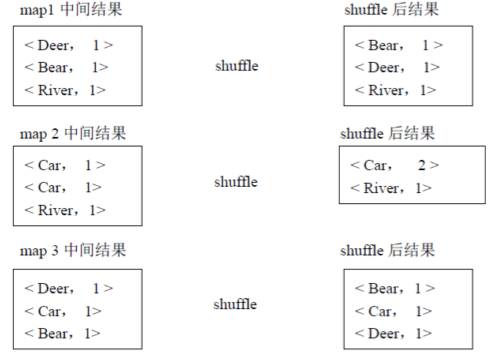 map1 中间结果
shuffle 后结果
< Deer， 1 >
< Bear， 1>
< River，1>
shuffle
< Bear， 1 >
< Deer， 1>
< River，1>
map 2 中间结果
shuffle 后结果
< Car， 1 >
< Car， 1>
< River，1>
shuffle
< Car， 2 >
< River，1>
map 3 中间结果
shuffle 后结果
< Deer， 1 >
< Car， 1>
< Bear，1>
shuffle
< Bear，1 >
< Car， 1>
< Deer，1>